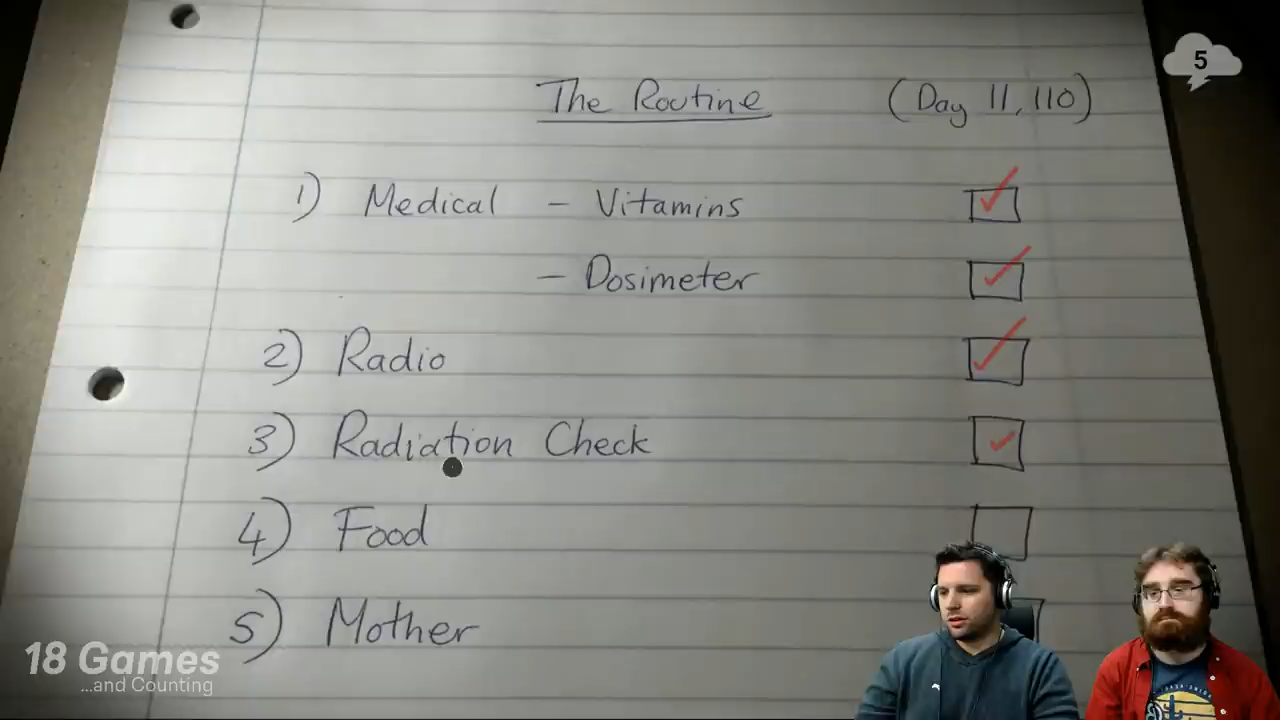 5
The Routine (Day 11,110)
1) Medical - Vitamins
- Dosimeter
2) Radio
3) Radiation Check
4) Food
5) Mother
18 Games
...and Counting